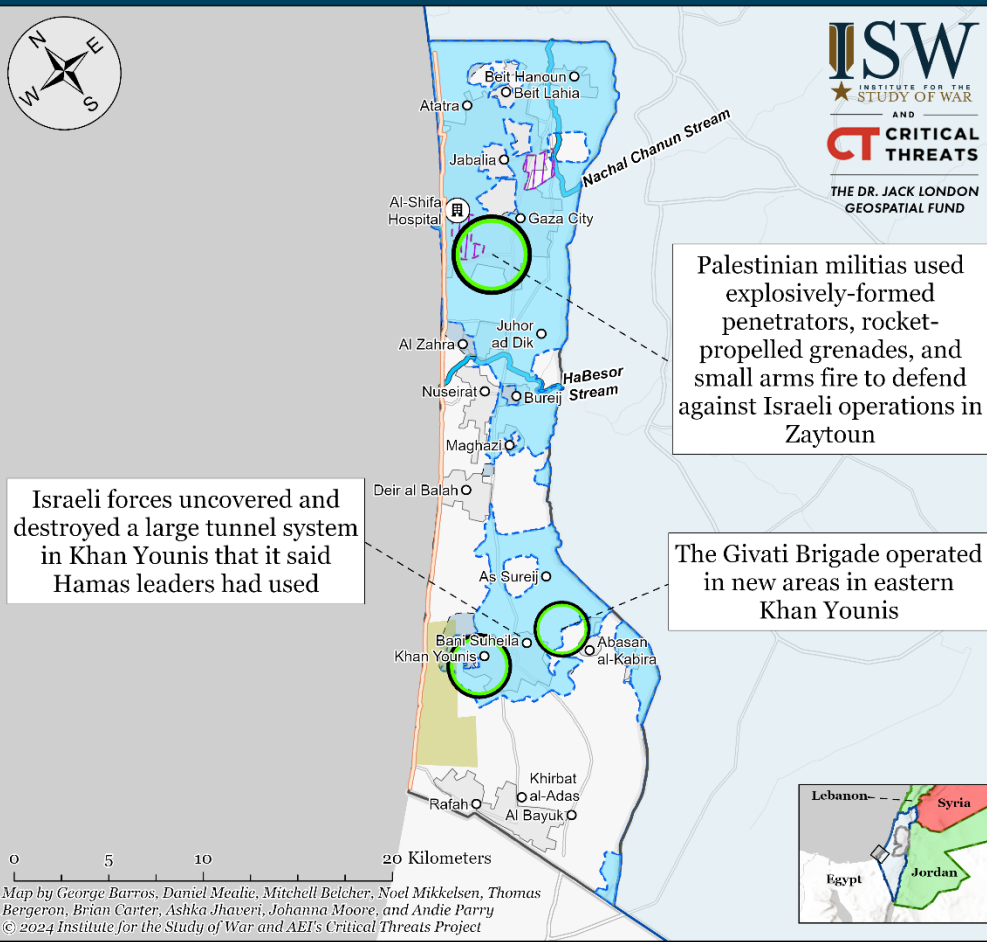 N
E
W
S
ISW
INSTITUTE FOR THE
STUDY OF WAR
AND
CT CRITICAL
THREATS
THE DR. JACK LONDON
GEOSPATIAL FUND
Beit Hanoun
Beit Lahia
Atatra
Nachal Chanun Stream
Jabalia
Al-Shifa
Hospital
Gaza City
Palestinian militias used
explosively-formed
penetrators, rocket-
propelled grenades, and
small arms fire to defend
against Israeli operations in
Zaytoun
Juhor
ad Dik
Al Zahra
HaBesor
Stream
Nuseirat
Bureij
Maghazi
Deir al Balah
Israeli forces uncovered and
destroyed a large tunnel system
in Khan Younis that it said
Hamas leaders had used
The Givati Brigade operated
in new areas in eastern
Khan Younis
As Sureij
Bani Suheila
Khan Younis
Abasan
al-Kabira
Khirbat
al-Adas
Rafah
Al Bayuk
Lebanon
Syria
Egypt
Jordan
0 5 10 20 Kilometers
Map by George Barros, Daniel Mealie, Mitchell Belcher, Noel Mikkelsen, Thomas
Bergeron, Brian Carter, Ashka Jhaveri, Johanna Moore, and Andie Parry
© 2024 Institute for the Study of War and AEI's Critical Threats Project